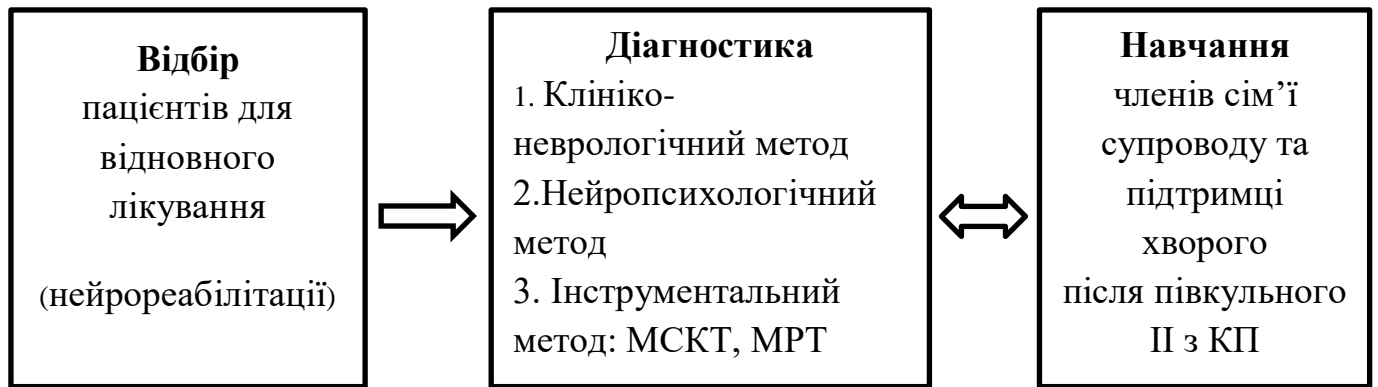 Відбір
пацієнтів для
відновного
лікування
(нейрореабілітації)
Діагностика
1. Клініко-
неврологічний метод
2.Нейропсихологічний
метод
3. Інструментальний
метод: МСКТ, МРТ
Навчання
членів сім’ї
супроводу та
підтримці
хворого
після півкульного
ІІ з КП